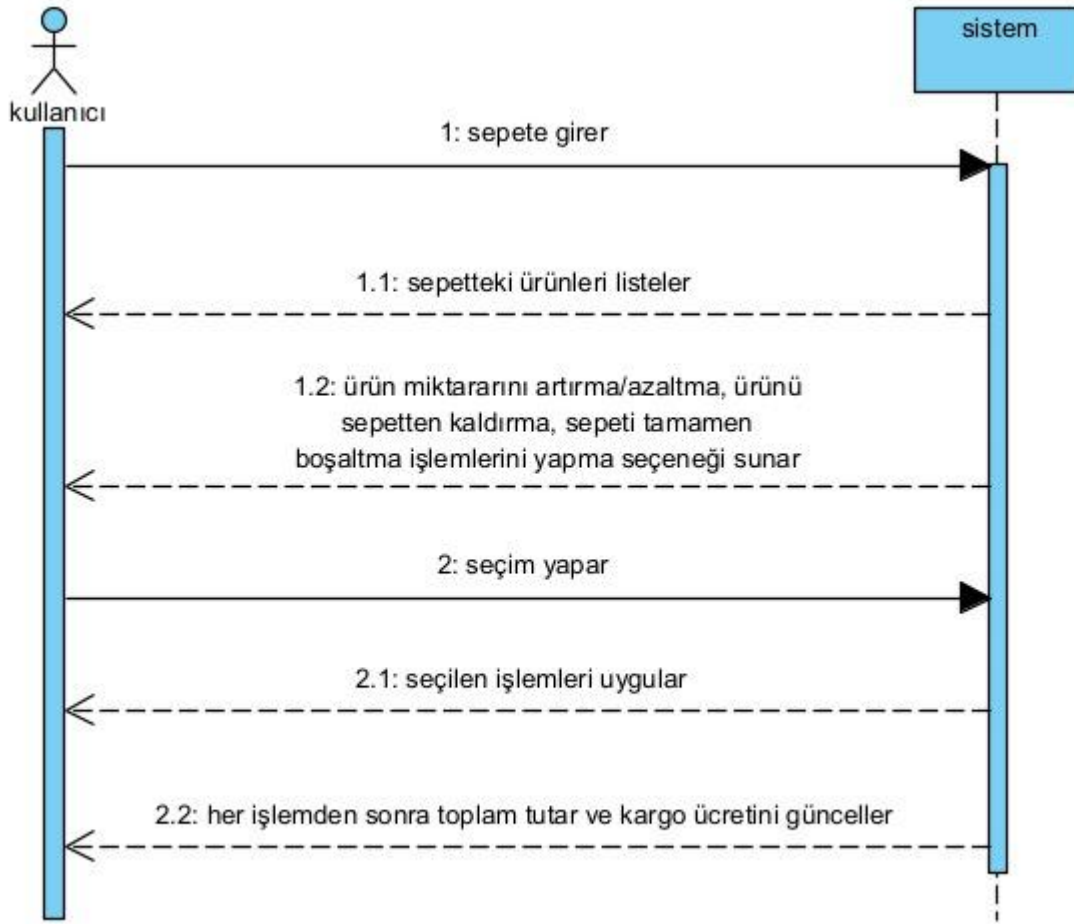 kullanıcı
sistem
1: sepete girer
1.1: sepetteki ürünleri listeler
1.2: ürün miktararını artırma/azaltma, ürünü
sepetten kaldırma, sepeti tamamen
boşaltma işlemlerini yapma seçeneği sunar
2: seçim yapar
2.1: seçilen işlemleri uygular
2.2: her işlemden sonra toplam tutar ve kargo ücretini günceller